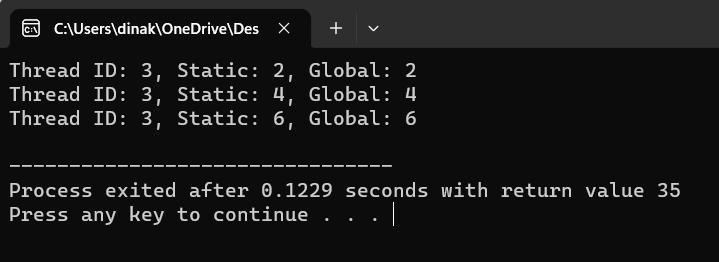 C:\Users\dinak\OneDrive\Des
Thread ID: 3, Static: 2, Global: 2
Thread ID: 3, Static: 4, Global: 4
Thread ID: 3, Static: 6, Global: 6
--------------------------------
Process exited after 0.1229 seconds with return value 35
Press any key to continue . . .